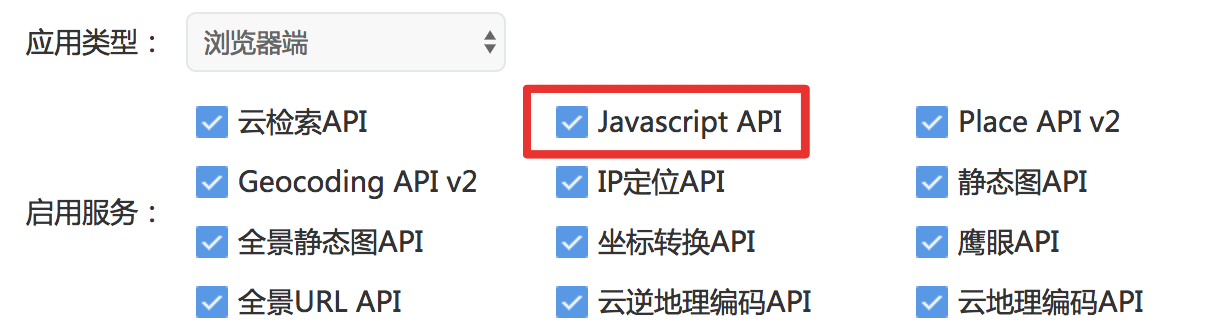 应用类型： 浏览器端
云检索API Javascript API Place API v2
Geocoding API v2 IP定位API 静态图API
启用服务：
全景静态图API 坐标转换API 鹰眼API
全景URL API 云逆地理编码API 云地理编码API